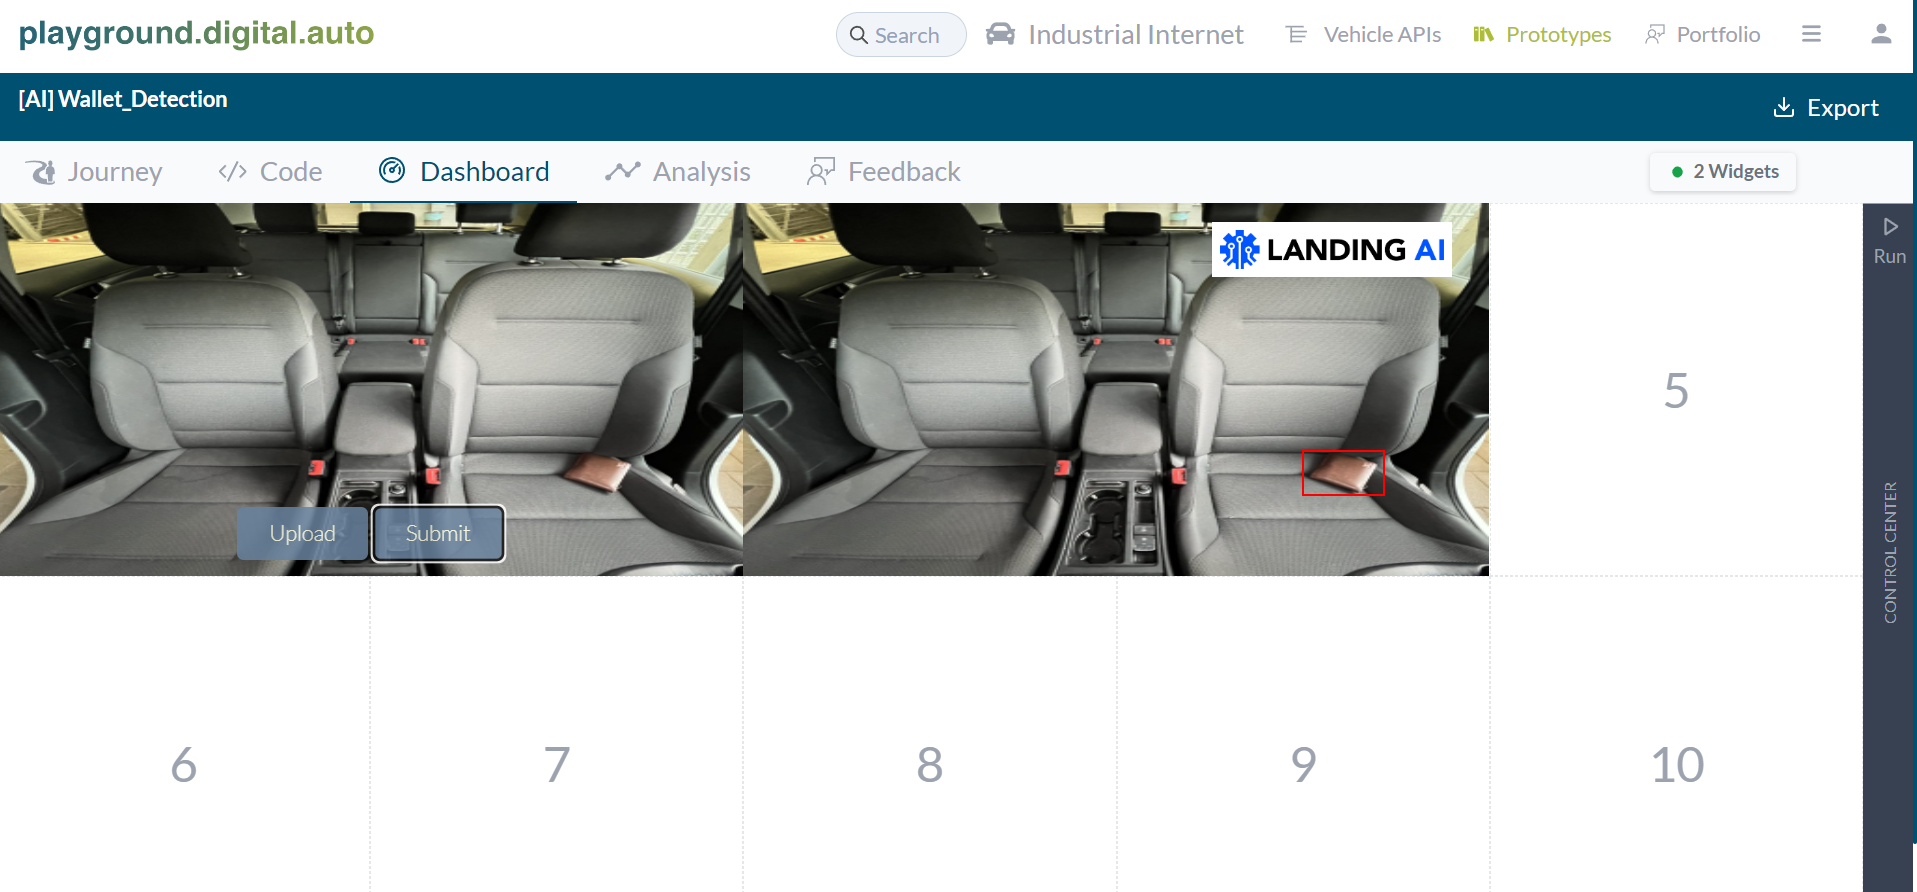 playground.digital.auto
Search
Industrial Internet
Vehicle APIs
Prototypes
Portfolio
[AI] Wallet_Detection
Export
Journey
</> Code
Dashboard
Analysis
Feedback
2 Widgets
LANDING AI
Run
5
Upload
Submit
CONTROL CENTER
6
7
8
9
10